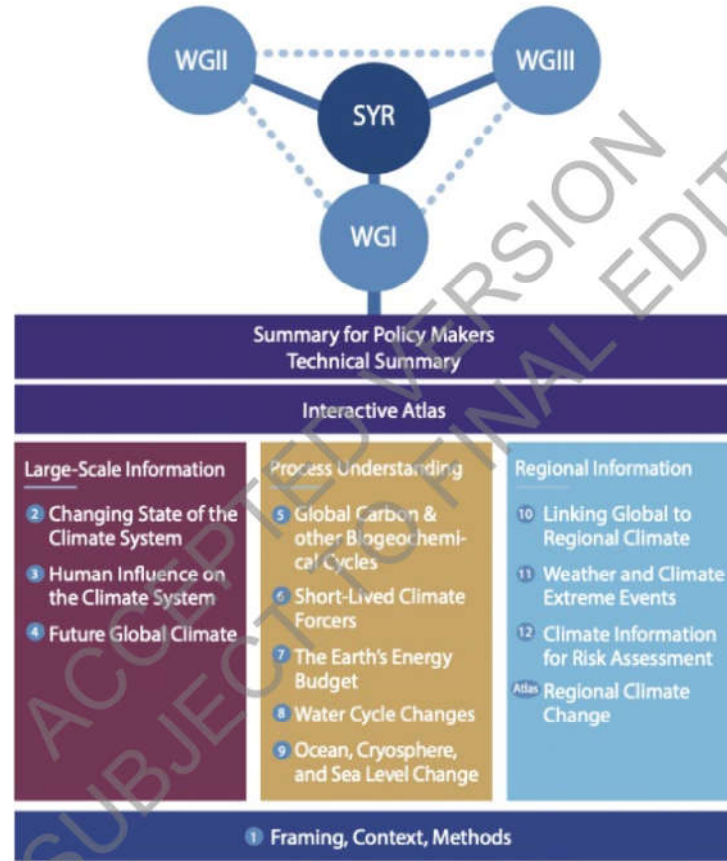 WGII
WGIII
SYR
WGI
Summary for Policy Makers
Technical Summary
Interactive Atlas
Large-Scale Information
2 Changing State of the
Climate System
3 Human Influence on
the Climate System
4 Future Global Climate
Process Understanding
5 Global Carbon &
other Biogeochemi-
cal Cycles
6 Short-Lived Climate
Forcers
7 The Earth's Energy
Budget
8 Water Cycle Changes
9 Ocean, Cryosphere,
and Sea Level Change
Regional Information
10 Linking Global to
Regional Climate
11 Weather and Climate
Extreme Events
12 Climate Information
for Risk Assessment
Atlas Regional Climate
Change
1 Framing, Context, Methods
ACCEPTED VERSION
SUBJECT TO FINAL EDIT